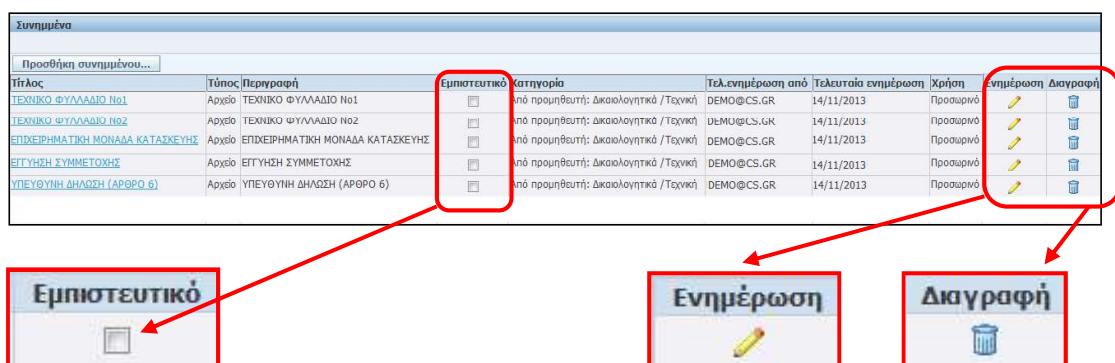 Συνημμένα
Προσθήκη συνημμένου...
Τίτλος Τύπος Περιγραφή Εμπιστευτικό Κατηγορία Τελ.ενημέρωση από Τελευταία ενημέρωση Χρήση Ενημέρωση Διαγραφή
ΤΕΧΝΙΚΟ ΦΥΛΛΑΔΙΟ Νο1 Αρχείο ΤΕΧΝΙΚΟ ΦΥΛΛΑΔΙΟ Νο1 Από προμηθευτή: Δικαιολογητικά /Τεχνική DEMO@CS.GR 14/11/2013 Προσωρινό
ΤΕΧΝΙΚΟ ΦΥΛΛΑΔΙΟ Νο2 Αρχείο ΤΕΧΝΙΚΟ ΦΥΛΛΑΔΙΟ Νο2 Από προμηθευτή: Δικαιολογητικά /Τεχνική DEMO@CS.GR 14/11/2013 Προσωρινό
ΕΠΙΧΕΙΡΗΜΑΤΙΚΗ ΜΟΝΑΔΑ ΚΑΤΑΣΚΕΥΗΣ Αρχείο ΕΠΙΧΕΙΡΗΜΑΤΙΚΗ ΜΟΝΑΔΑ ΚΑΤΑΣΚΕΥΗΣ Από προμηθευτή: Δικαιολογητικά /Τεχνική DEMO@CS.GR 14/11/2013 Προσωρινό
ΕΓΓΥΗΣΗ ΣΥΜΜΕΤΟΧΗΣ Αρχείο ΕΓΓΥΗΣΗ ΣΥΜΜΕΤΟΧΗΣ Από προμηθευτή: Δικαιολογητικά /Τεχνική DEMO@CS.GR 14/11/2013 Προσωρινό
ΥΠΕΥΘΥΝΗ ΔΗΛΩΣΗ (ΑΡΘΡΟ 6) Αρχείο ΥΠΕΥΘΥΝΗ ΔΗΛΩΣΗ (ΑΡΘΡΟ 6) Από προμηθευτή: Δικαιολογητικά /Τεχνική DEMO@CS.GR 14/11/2013 Προσωρινό
Εμπιστευτικό Ενημέρωση Διαγραφή